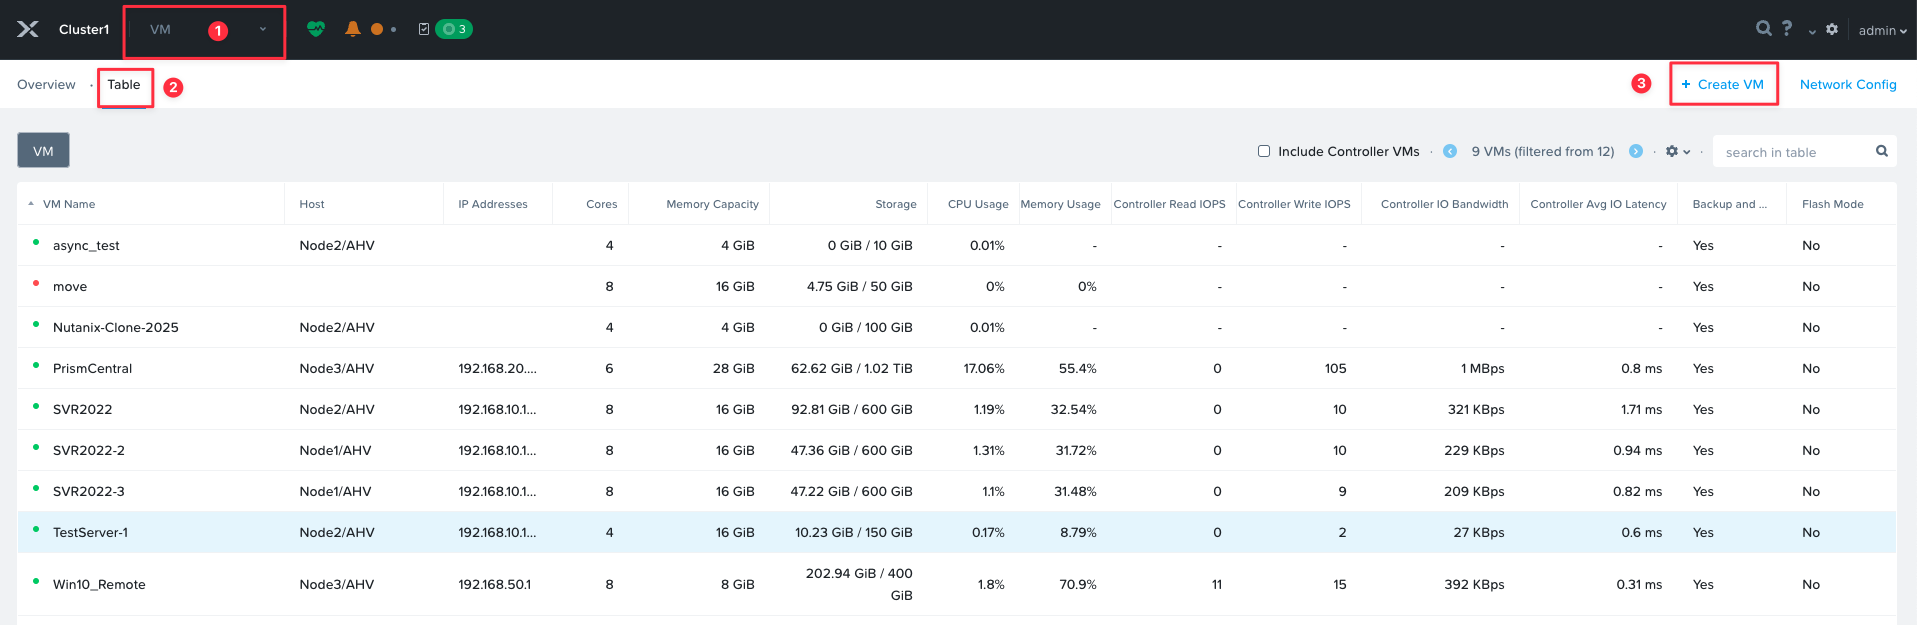 Cluster1 VM 1 3 admin
Overview · Table 2 3 + Create VM Network Config
VM Include Controller VMs · 9 VMs (filtered from 12) · · search in table
VM Name Host IP Addresses Cores Memory Capacity Storage CPU Usage Memory Usage Controller Read IOPS Controller Write IOPS Controller IO Bandwidth Controller Avg IO Latency Backup and ... Flash Mode
async_test Node2/AHV 4 4 GiB 0 GiB / 10 GiB 0.01% - - - - - Yes No
move 8 16 GiB 4.75 GiB / 50 GiB 0% 0% - - - - Yes No
Nutanix-Clone-2025 Node2/AHV 4 4 GiB 0 GiB / 100 GiB 0.01% - - - - - Yes No
PrismCentral Node3/AHV 192.168.20.... 6 28 GiB 62.62 GiB / 1.02 TiB 17.06% 55.4% 0 105 1 MBps 0.8 ms Yes No
SVR2022 Node2/AHV 192.168.10.1... 8 16 GiB 92.81 GiB / 600 GiB 1.19% 32.54% 0 10 321 KBps 1.71 ms Yes No
SVR2022-2 Node1/AHV 192.168.10.1... 8 16 GiB 47.36 GiB / 600 GiB 1.31% 31.72% 0 10 229 KBps 0.94 ms Yes No
SVR2022-3 Node1/AHV 192.168.10.1... 8 16 GiB 47.22 GiB / 600 GiB 1.1% 31.48% 0 9 209 KBps 0.82 ms Yes No
TestServer-1 Node2/AHV 192.168.10.1... 4 16 GiB 10.23 GiB / 150 GiB 0.17% 8.79% 0 2 27 KBps 0.6 ms Yes No
Win10_Remote Node3/AHV 192.168.50.1 8 8 GiB 202.94 GiB / 400 GiB 1.8% 70.9% 11 15 392 KBps 0.31 ms Yes No